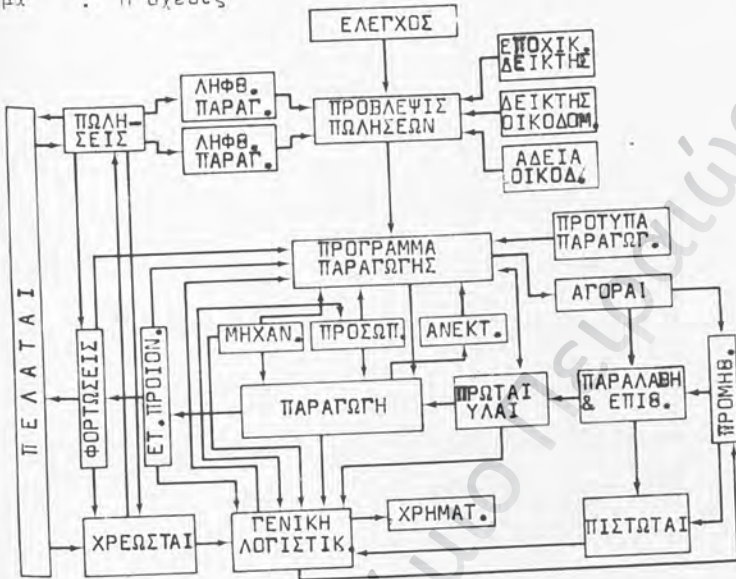 ΕΛΕΓΧΟΣ
ΕΠΟΧΙΚ.
ΔΕΙΚΤΗΣ
ΛΗΦΘ.
ΠΑΡΑΓ.
ΠΩΛΗ-
ΣΕΙΣ
ΠΡΟΒΛΕΨΙΣ
ΠΩΛΗΣΕΩΝ
ΔΕΙΚΤΗΣ
ΟΙΚΟΔΟΜ.
ΛΗΦΘ.
ΠΑΡΑΓ.
ΑΔΕΙΑ
ΟΙΚΟΔ.
ΠΡΟΤΥΠΑ
ΠΑΡΑΓΩΓ.
ΠΡΟΓΡΑΜΜΑ
ΠΑΡΑΓΩΓΗΣ
ΑΓΟΡΑΙ
ΜΗΧΑΝ.
ΠΡΟΣΩΠ.
ΑΝΕΚΤ.
ΠΕΛΑΤΑΙ
ΦΟΡΤΩΣΕΙΣ
ΕΤ.ΠΡΟΙΟΝ.
ΠΑΡΑΓΩΓΗ
ΠΡΩΤΑΙ
ΥΛΑΙ
ΠΑΡΑΛΑΒΗ
& ΕΠΙΘ.
ΠΡΟΜΗΘ.
ΧΡΕΩΣΤΑΙ
ΓΕΝΙΚΗ
ΛΟΓΙΣΤΙΚ.
ΧΡΗΜΑΤ.
ΠΙΣΤΩΤΑΙ